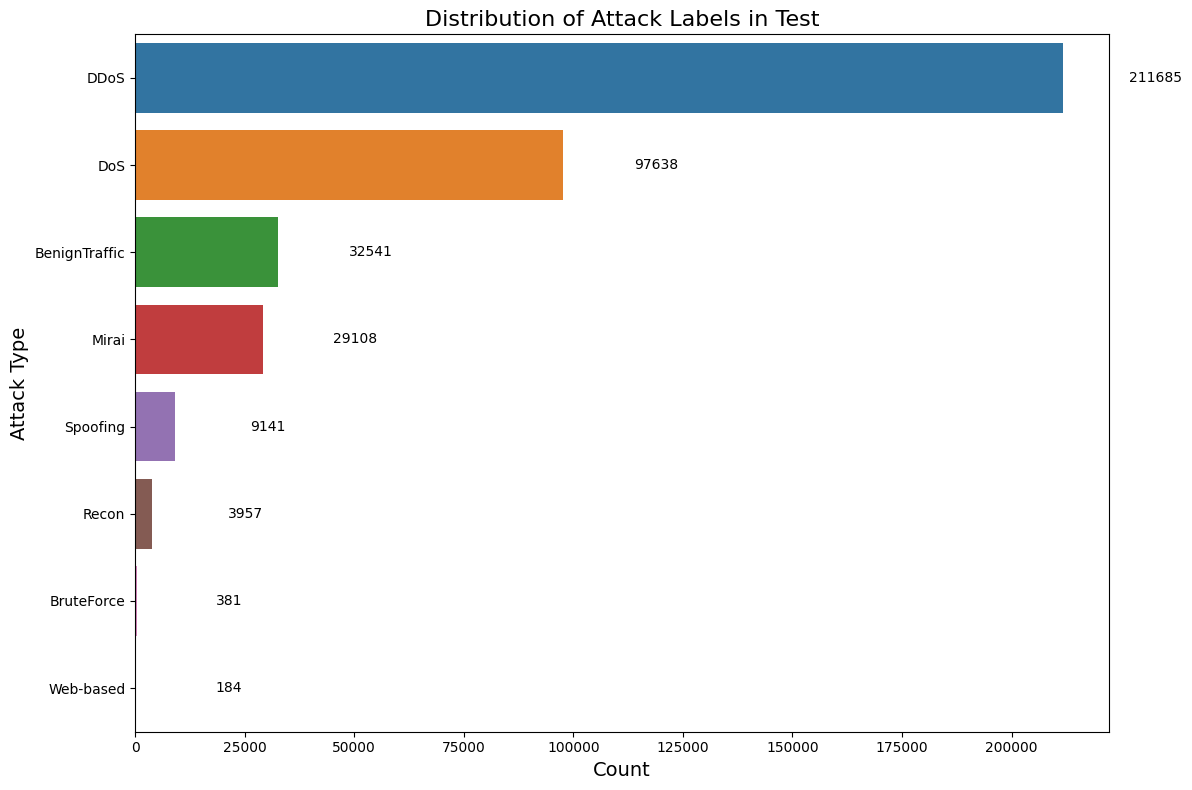 Distribution of Attack Labels in Test
DDoS 211685
DoS 97638
BenignTraffic 32541
Mirai 29108
Spoofing 9141
Recon 3957
BruteForce 381
Web-based 184
Attack Type
0 25000 50000 75000 100000 125000 150000 175000 200000
Count